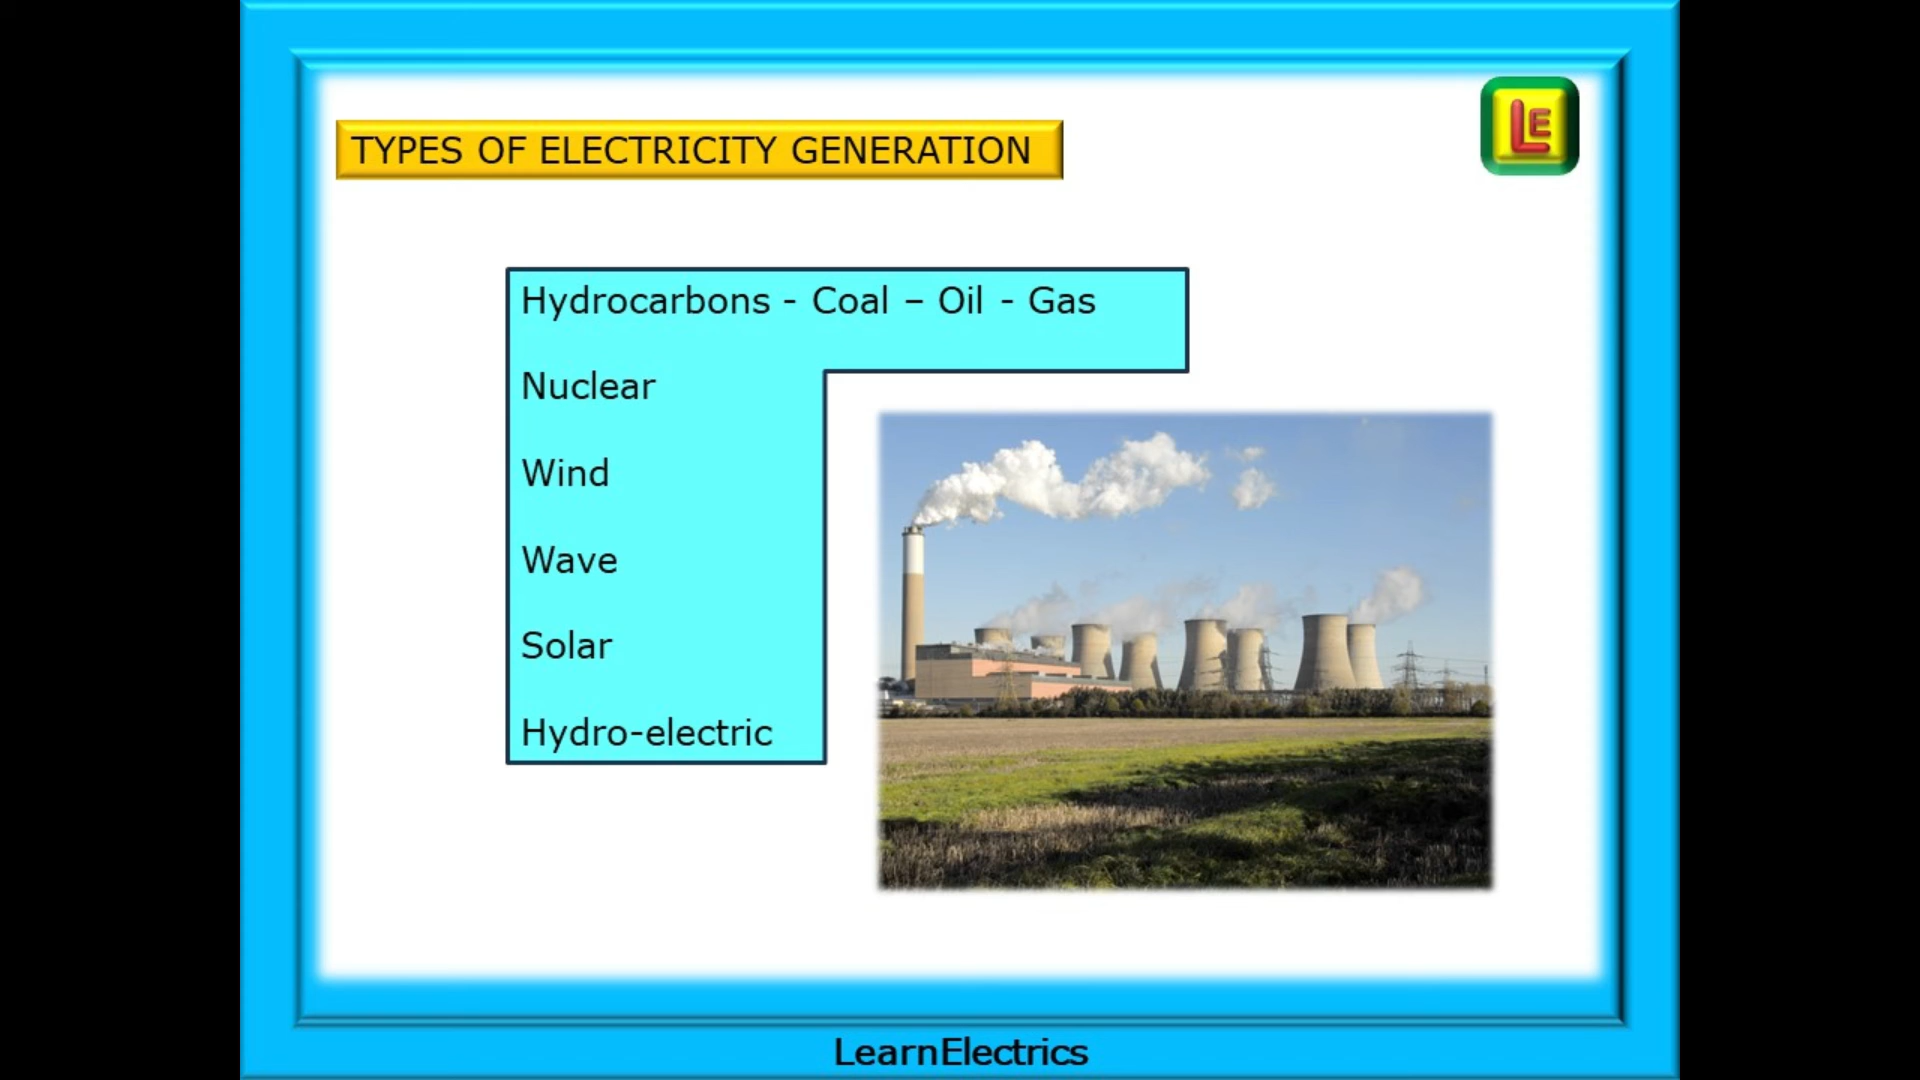 LE
TYPES OF ELECTRICITY GENERATION
Hydrocarbons - Coal – Oil - Gas
Nuclear
Wind
Wave
Solar
Hydro-electric
LearnElectrics